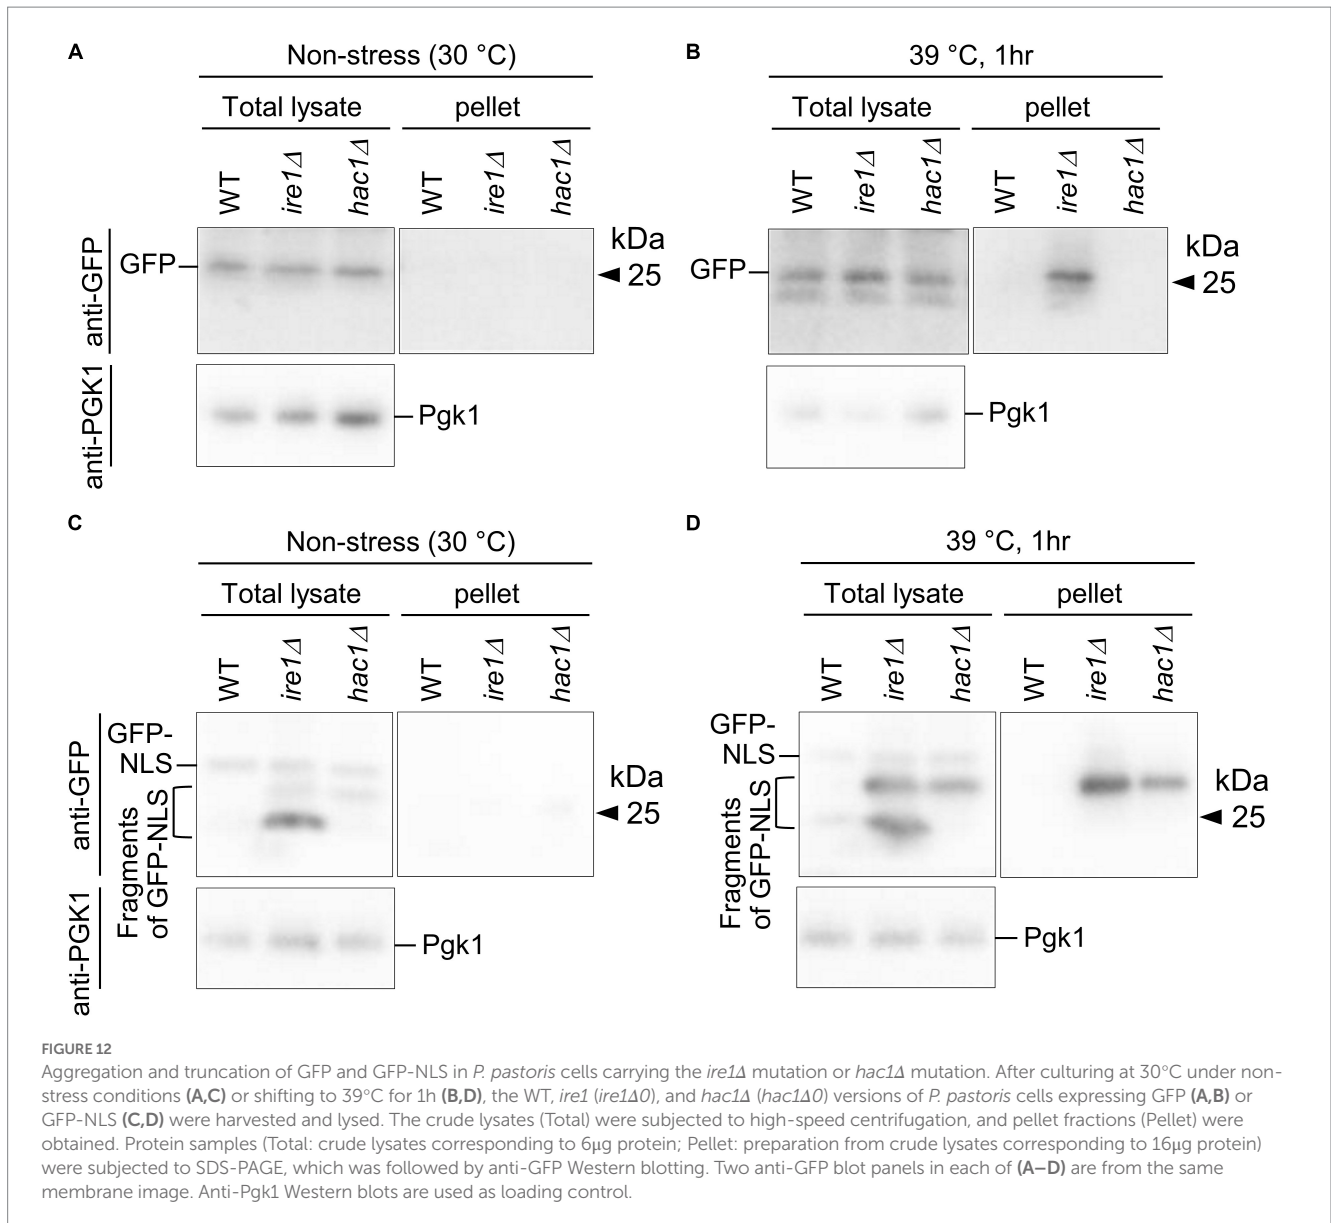 A
Non-stress (30 °C)
Total lysate
pellet
WT
ire1Δ
hac1Δ
WT
ire1Δ
hac1Δ
anti-GFP
GFP
kDa
25
anti-PGK1
Pgk1
B
39 °C, 1hr
Total lysate
pellet
WT
ire1Δ
hac1Δ
WT
ire1Δ
hac1Δ
GFP
kDa
25
Pgk1
C
Non-stress (30 °C)
Total lysate
pellet
WT
ire1Δ
hac1Δ
WT
ire1Δ
hac1Δ
anti-GFP
GFP-
NLS
Fragments
of GFP-NLS
kDa
25
anti-PGK1
Pgk1
D
39 °C, 1hr
Total lysate
pellet
WT
ire1Δ
hac1Δ
WT
ire1Δ
hac1Δ
GFP-
NLS
Fragments
of GFP-NLS
kDa
25
Pgk1
FIGURE 12
Aggregation and truncation of GFP and GFP-NLS in P. pastoris cells carrying the ire1Δ mutation or hac1Δ mutation. After culturing at 30°C under non-
stress conditions (A,C) or shifting to 39°C for 1h (B,D), the WT, ire1 (ire1Δ0), and hac1Δ (hac1Δ0) versions of P. pastoris cells expressing GFP (A,B) or
GFP-NLS (C,D) were harvested and lysed. The crude lysates (Total) were subjected to high-speed centrifugation, and pellet fractions (Pellet) were
obtained. Protein samples (Total: crude lysates corresponding to 6μg protein; Pellet: preparation from crude lysates corresponding to 16μg protein)
were subjected to SDS-PAGE, which was followed by anti-GFP Western blotting. Two anti-GFP blot panels in each of (A–D) are from the same
membrane image. Anti-Pgk1 Western blots are used as loading control.